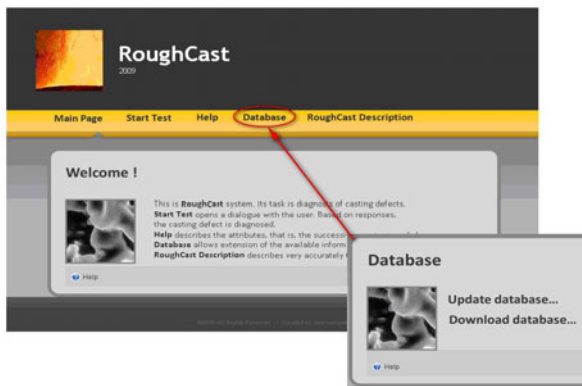 RoughCast
2009
Main Page Start Test Help Database RoughCast Description
Welcome !
This is RoughCast system. Its task is diagnosis of casting defects.
Start Test opens a dialogue with the user. Based on responses,
the casting defect is diagnosed.
Help describes the attributes, that is, the
Database allows extension of the available
RoughCast Description describes very accurately
Help
Database
Update database...
Download database...
Help